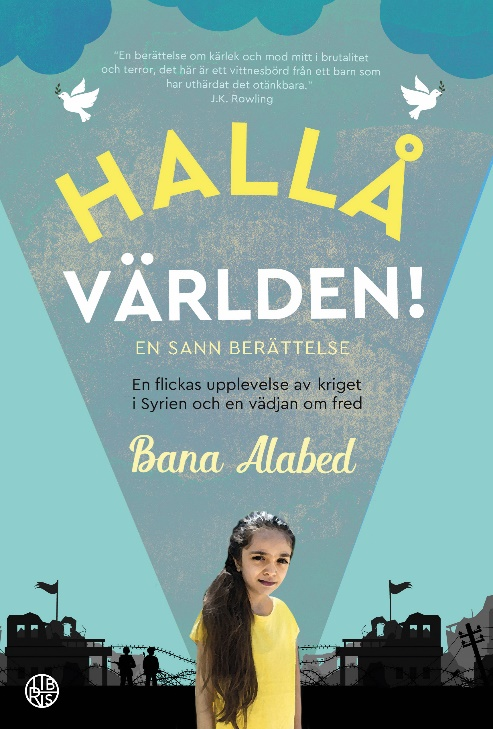 "En berättelse om kärlek och mod mitt i brutalitet
och terror, det här är ett vittnesbörd från ett barn som
har uthärdat det otänkbara."
J.K. Rowling
HALLÅ
VÄRLDEN!
EN SANN BERÄTTELSE
En flickas upplevelse av kriget
i Syrien och en vädjan om fred
Bana Alabed
LIB
RIS